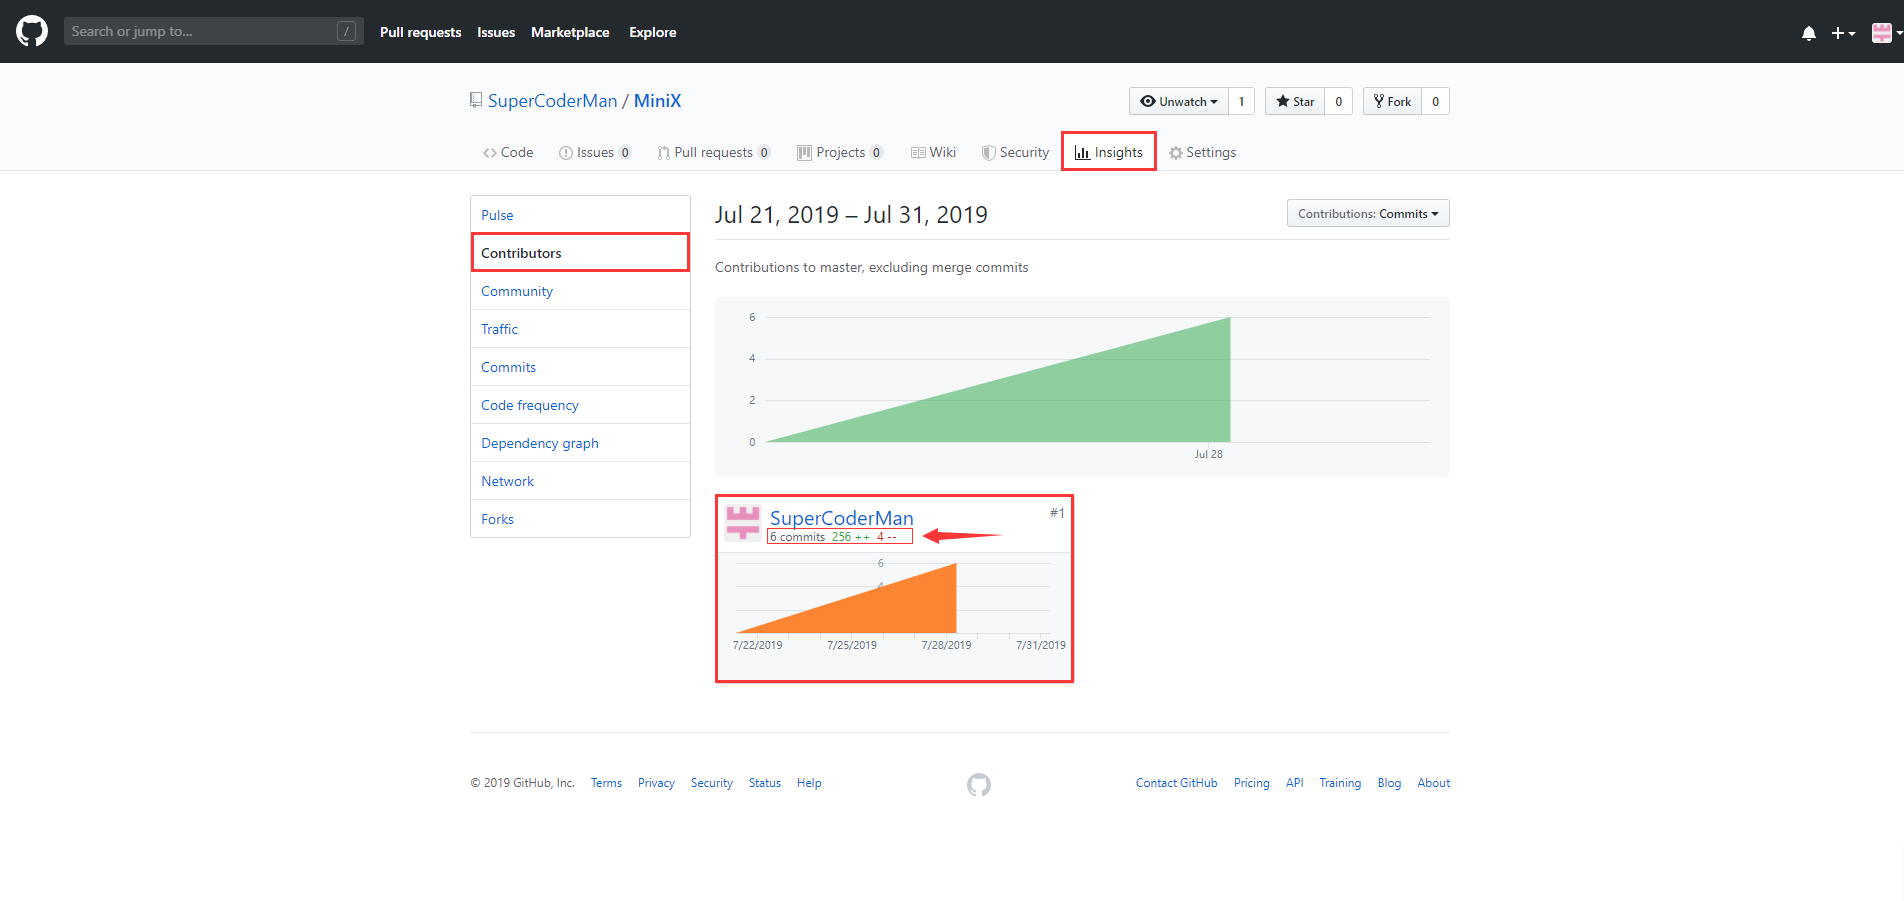 Search or jump to... /
Pull requests Issues Marketplace Explore
SuperCoderMan / MiniX
Unwatch 1 Star 0 Fork 0
Code Issues 0 Pull requests 0 Projects 0 Wiki Security Insights Settings
Pulse
Contributors
Community
Traffic
Commits
Code frequency
Dependency graph
Network
Forks
Jul 21, 2019 – Jul 31, 2019
Contributions: Commits
Contributions to master, excluding merge commits
6
4
2
0
Jul 28
SuperCoderMan
#1
6 commits 256 ++ 4 --
6
4
7/22/2019 7/25/2019 7/28/2019 7/31/2019
© 2019 GitHub, Inc. Terms Privacy Security Status Help
Contact GitHub Pricing API Training Blog About